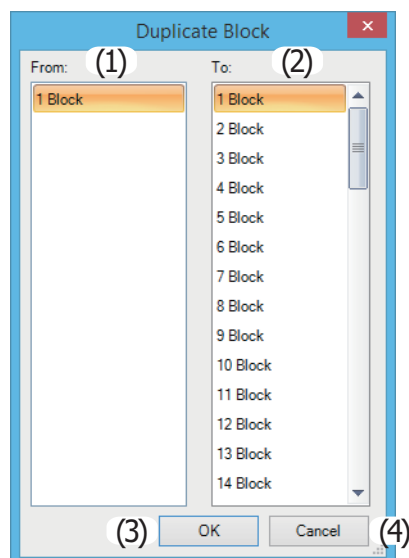 Duplicate Block
From: (1) To: (2)
1 Block 1 Block
2 Block
3 Block
4 Block
5 Block
6 Block
7 Block
8 Block
9 Block
10 Block
11 Block
12 Block
13 Block
14 Block
(3) OK Cancel (4)